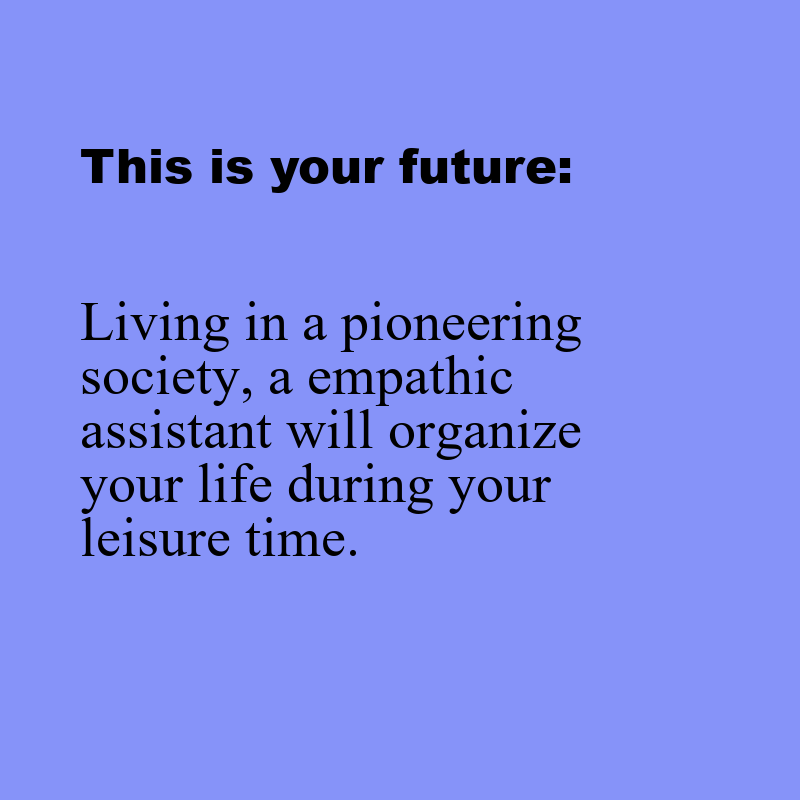 This is your future:
Living in a pioneering
society, a empathic
assistant will organize
your life during your
leisure time.